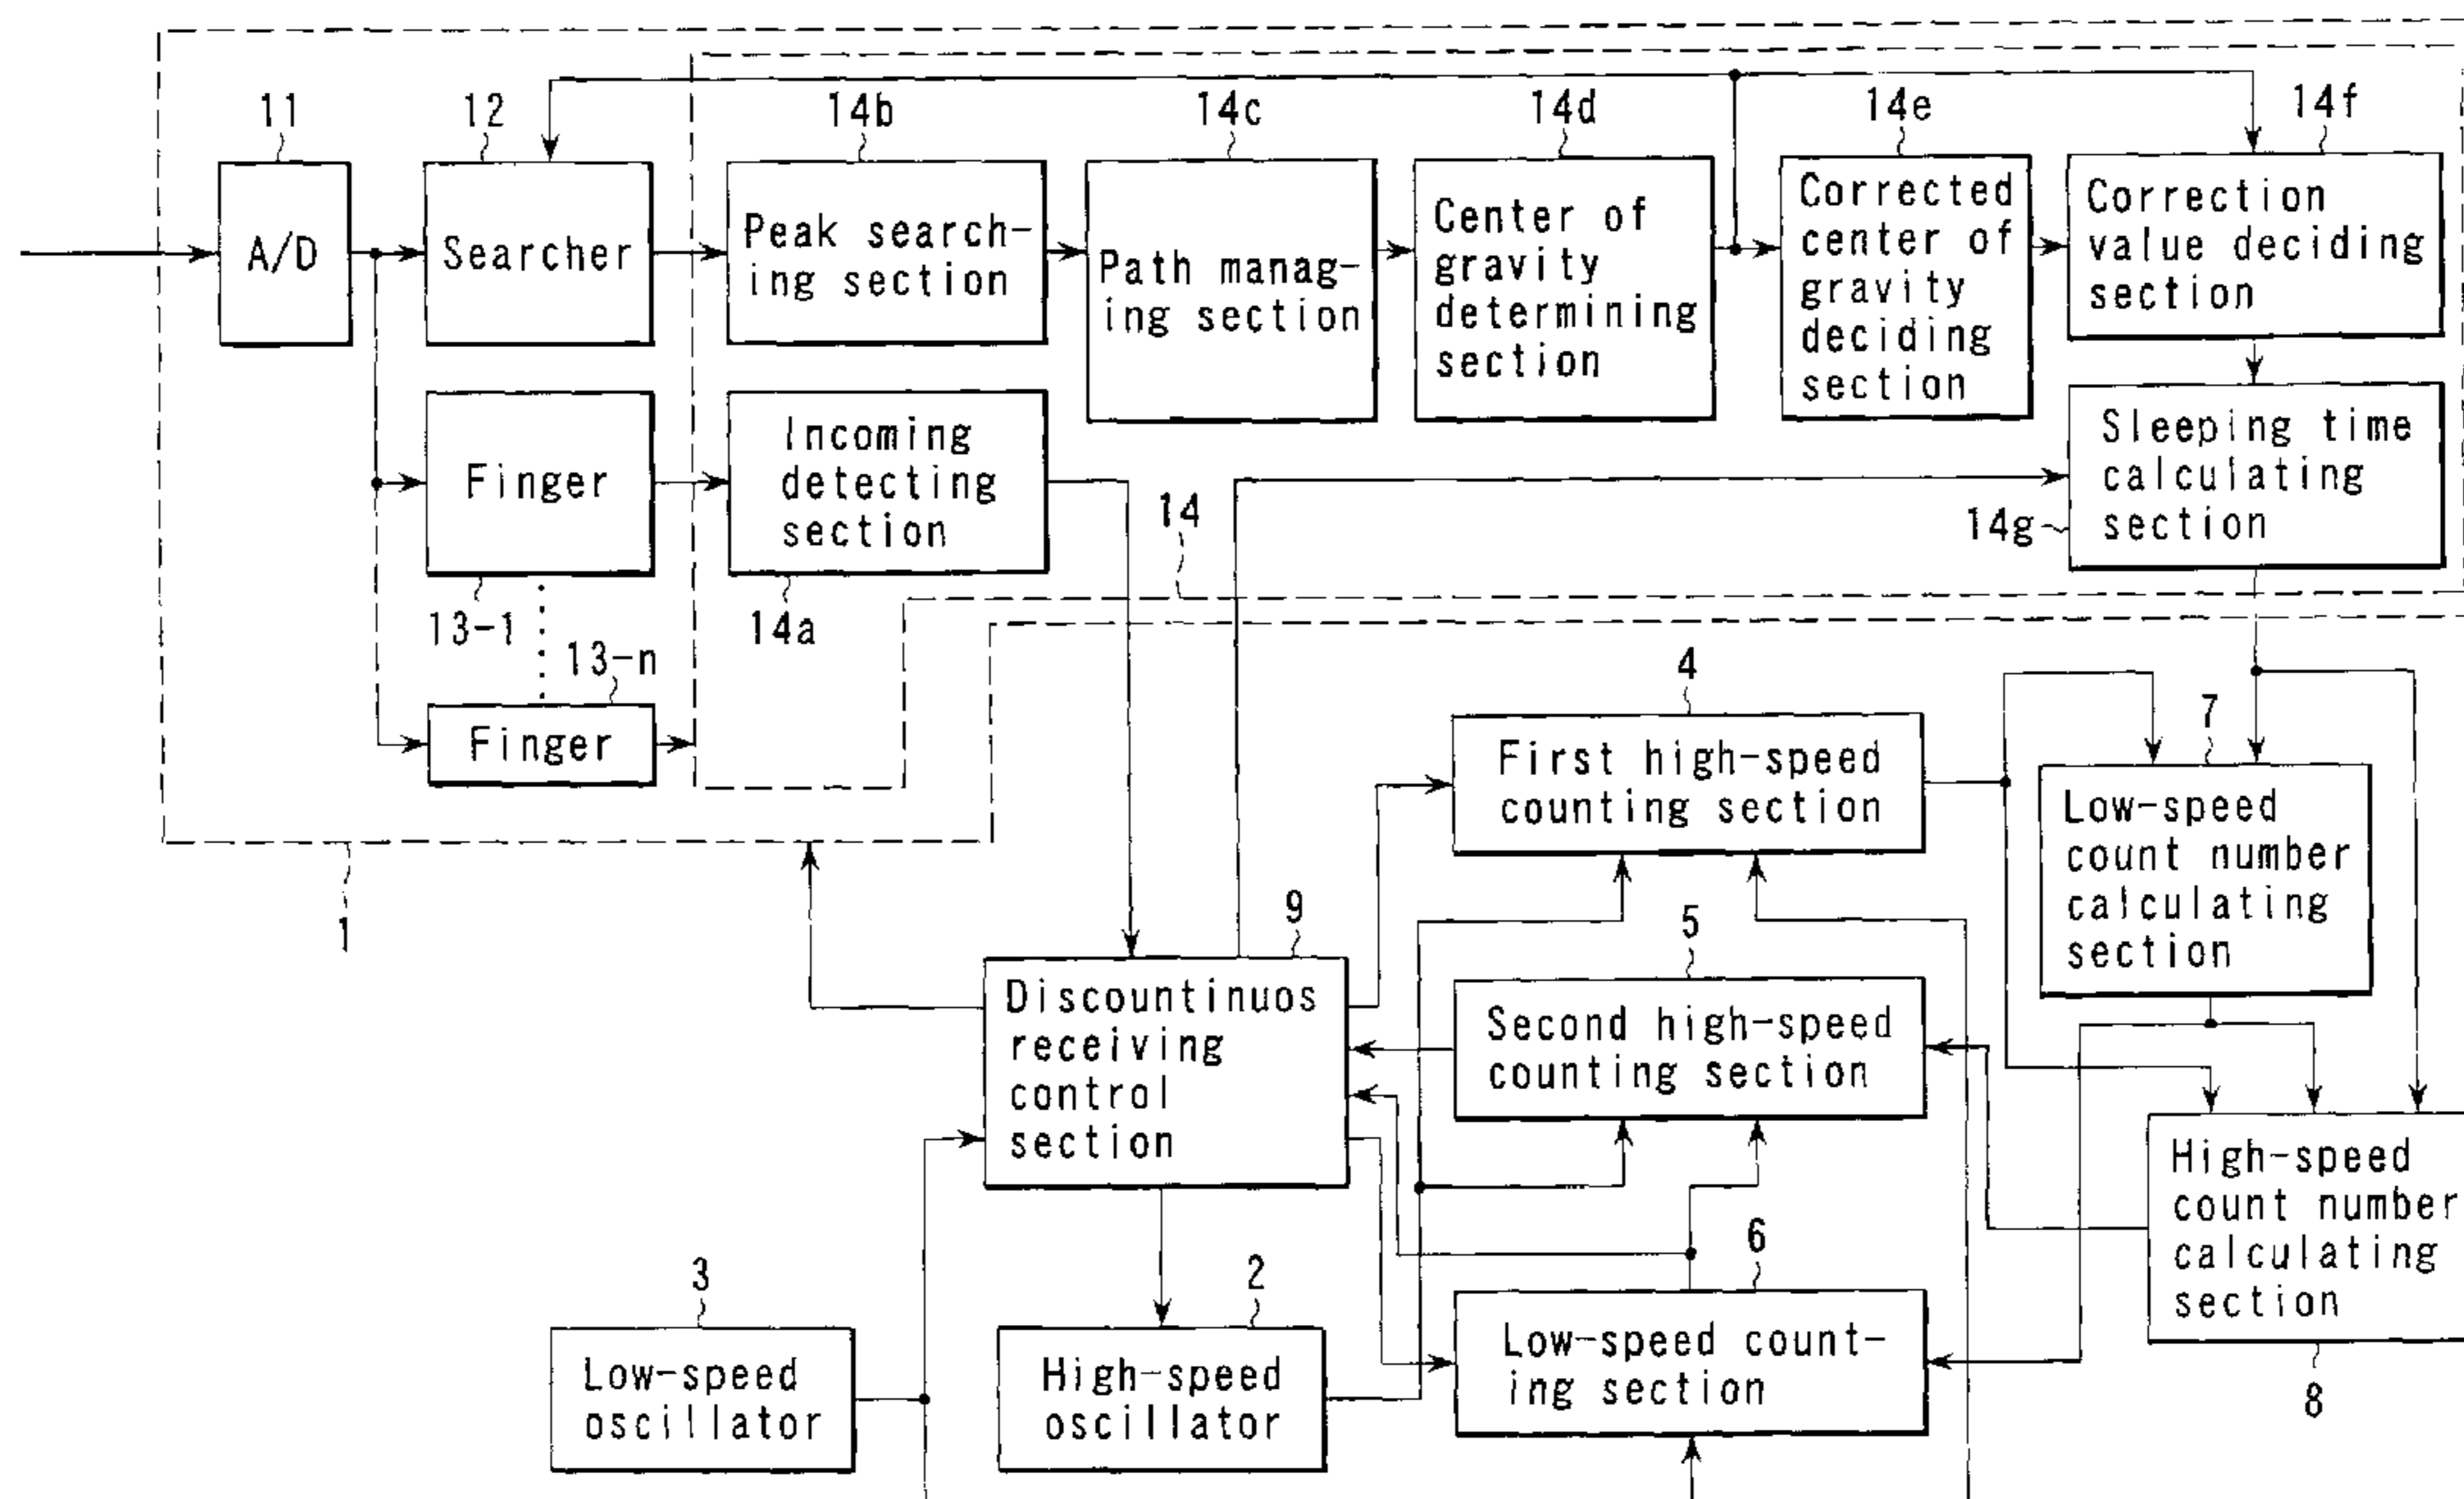 11
12
14b
14c
14d
14e
14f
A/D
Searcher
Peak search-
ing section
Path manag-
ing section
Center of
gravity
determining
section
Corrected
center of
gravity
deciding
section
Correction
value deciding
section
Finger
13-1
Incoming
detecting
section
14a
14
Sleeping time
calculating
section
14g
13-n
Finger
1
4
First high-speed
counting section
7
Low-speed
count number
calculating
section
9
Discountinuos
receiving
control
section
5
Second high-speed
counting section
High-speed
count number
calculating
section
8
3
Low-speed
oscillator
2
High-speed
oscillator
6
Low-speed count-
ing section